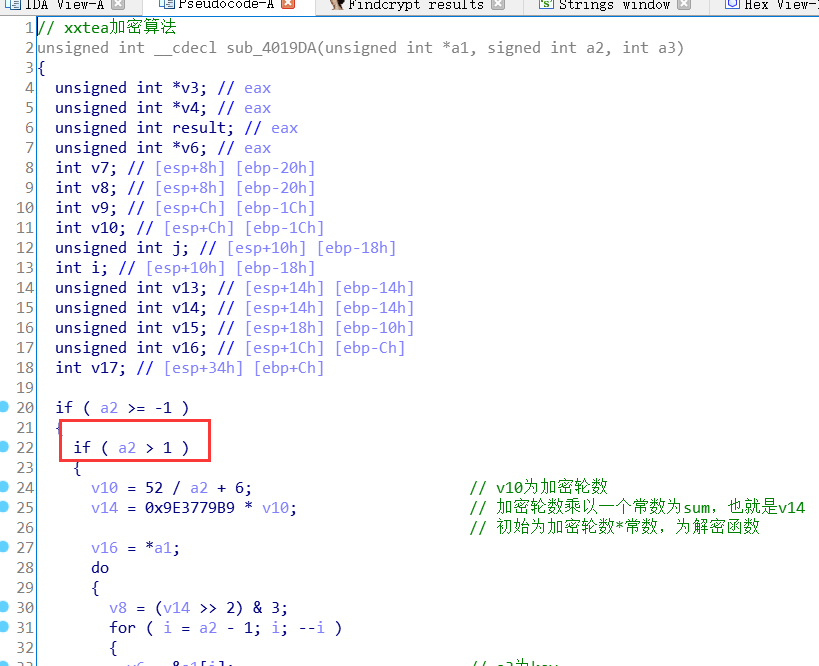 IDA View-A Pseudocode-A Findcrypt results Strings window Hex View-
1 // xxtea加密算法
2 unsigned int __cdecl sub_4019DA(unsigned int *a1, signed int a2, int a3)
3 {
4 unsigned int *v3; // eax
5 unsigned int *v4; // eax
6 unsigned int result; // eax
7 unsigned int *v6; // eax
8 int v7; // [esp+8h] [ebp-20h]
9 int v8; // [esp+8h] [ebp-20h]
10 int v9; // [esp+Ch] [ebp-1Ch]
11 int v10; // [esp+Ch] [ebp-1Ch]
12 unsigned int j; // [esp+10h] [ebp-18h]
13 int i; // [esp+10h] [ebp-18h]
14 unsigned int v13; // [esp+14h] [ebp-14h]
15 unsigned int v14; // [esp+14h] [ebp-14h]
16 unsigned int v15; // [esp+18h] [ebp-10h]
17 unsigned int v16; // [esp+1Ch] [ebp-Ch]
18 int v17; // [esp+34h] [ebp+Ch]
19
20 if ( a2 >= -1 )
21 {
22 if ( a2 > 1 )
23 {
24 v10 = 52 / a2 + 6; // v10为加密轮数
25 v14 = 0x9E3779B9 * v10; // 加密轮数乘以一个常数为sum，也就是v14
26 // 初始为加密轮数*常数，为解密函数
27 v16 = *a1;
28 do
29 {
30 v8 = (v14 >> 2) & 3;
31 for ( i = a2 - 1; i; --i )
32 {